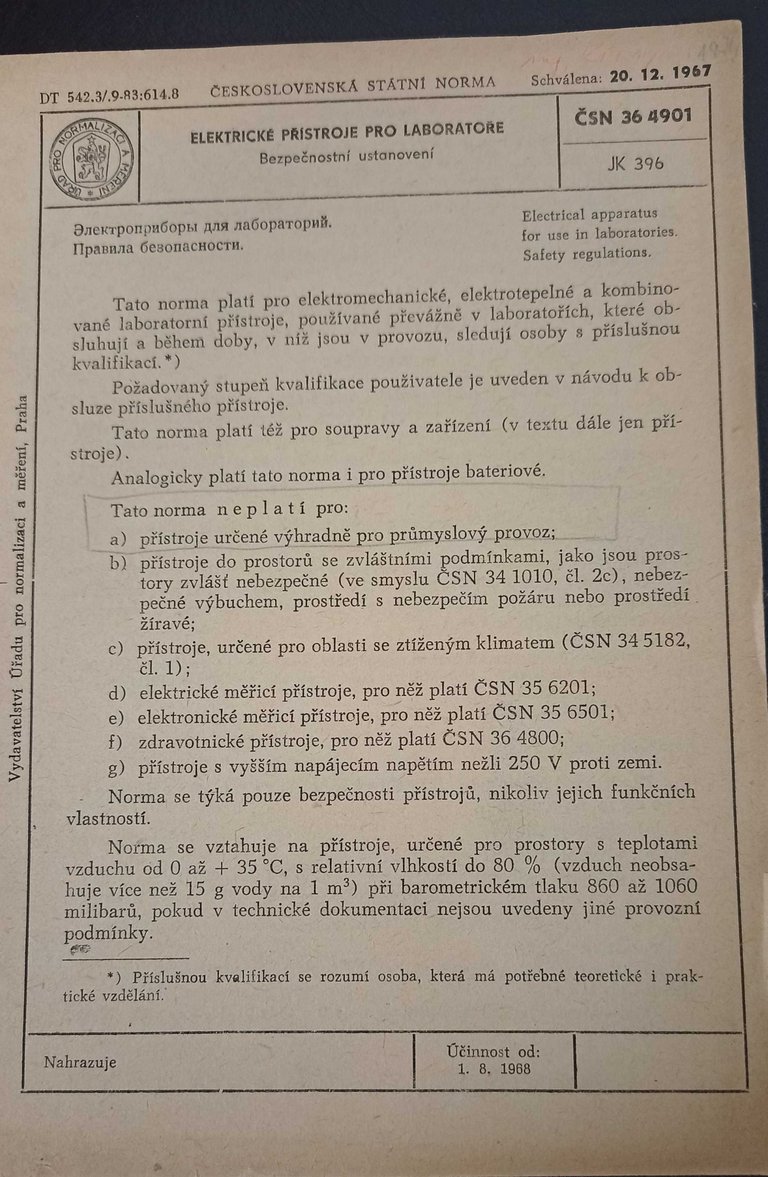 DT 542.3/.9-83:614.8 ČESKOSLOVENSKÁ STÁTNÍ NORMA Schválena: 20. 12. 1967
ÚŘAD PRO NORMALIZACI A MĚŘENÍ
ELEKTRICKÉ PŘÍSTROJE PRO LABORATOŘE
Bezpečnostní ustanovení
ČSN 36 4901
JK 396
Электроприборы для лабораторий.
Правила безопасности.
Electrical apparatus
for use in laboratories.
Safety regulations.
Tato norma platí pro elektromechanické, elektrotepelné a kombino-
vané laboratorní přístroje, používané převážně v laboratořích, které ob-
sluhují a během doby, v níž jsou v provozu, sledují osoby s příslušnou
kvalifikací.*)
Požadovaný stupeň kvalifikace použivatele je uveden v návodu k ob-
sluze příslušného přístroje.
Tato norma platí též pro soupravy a zařízení (v textu dále jen pří-
stroje).
Analogicky platí tato norma i pro přístroje bateriové.
Tato norma neplatí pro:
a) přístroje určené výhradně pro průmyslový provoz;
b) přístroje do prostorů se zvláštními podmínkami, jako jsou pros-
tory zvlášť nebezpečné (ve smyslu ČSN 34 1010, čl. 2c), nebez-
pečné výbuchem, prostředí s nebezpečím požáru nebo prostředí
žíravé;
c) přístroje, určené pro oblasti se ztíženým klimatem (ČSN 34 5182,
čl. 1);
d) elektrické měřicí přístroje, pro něž platí ČSN 35 6201;
e) elektronické měřicí přístroje, pro něž platí ČSN 35 6501;
f) zdravotnické přístroje, pro něž platí ČSN 36 4800;
g) přístroje s vyšším napájecím napětím nežli 250 V proti zemi.
Norma se týká pouze bezpečnosti přístrojů, nikoliv jejich funkčních
vlastností.
Norma se vztahuje na přístroje, určené pro prostory s teplotami
vzduchu od 0 až + 35 °C, s relativní vlhkostí do 80 % (vzduch neobsa-
huje více než 15 g vody na 1 m³) při barometrickém tlaku 860 až 1060
milibarů, pokud v technické dokumentaci nejsou uvedeny jiné provozní
podmínky.
*) Příslušnou kvalifikací se rozumí osoba, která má potřebné teoretické i prak-
tické vzdělání.
Nahrazuje
Účinnost od:
1. 8. 1968
Vydavatelství Úřadu pro normalizaci a měření, Praha